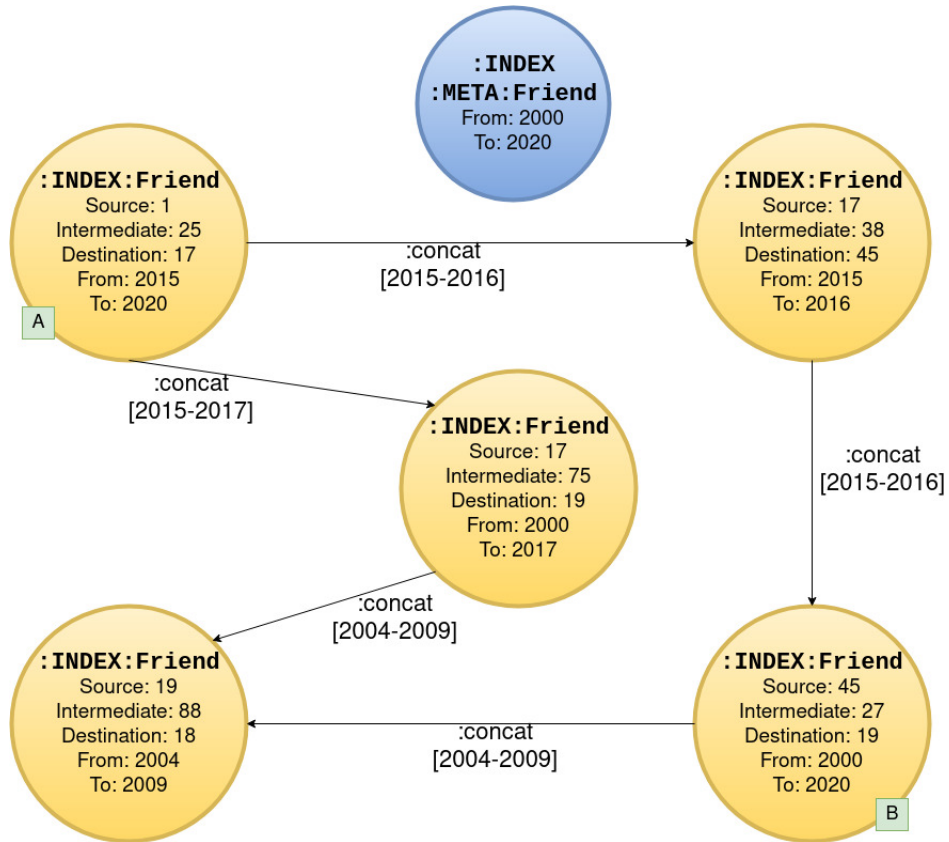 :INDEX
:META:Friend
From: 2000
To: 2020
:INDEX:Friend
Source: 1
Intermediate: 25
Destination: 17
From: 2015
To: 2020
A
:concat
[2015-2016]
:INDEX:Friend
Source: 17
Intermediate: 38
Destination: 45
From: 2015
To: 2016
:concat
[2015-2017]
:INDEX:Friend
Source: 17
Intermediate: 75
Destination: 19
From: 2000
To: 2017
:concat
[2015-2016]
:concat
[2004-2009]
:INDEX:Friend
Source: 19
Intermediate: 88
Destination: 18
From: 2004
To: 2009
:concat
[2004-2009]
:INDEX:Friend
Source: 45
Intermediate: 27
Destination: 19
From: 2000
To: 2020
B